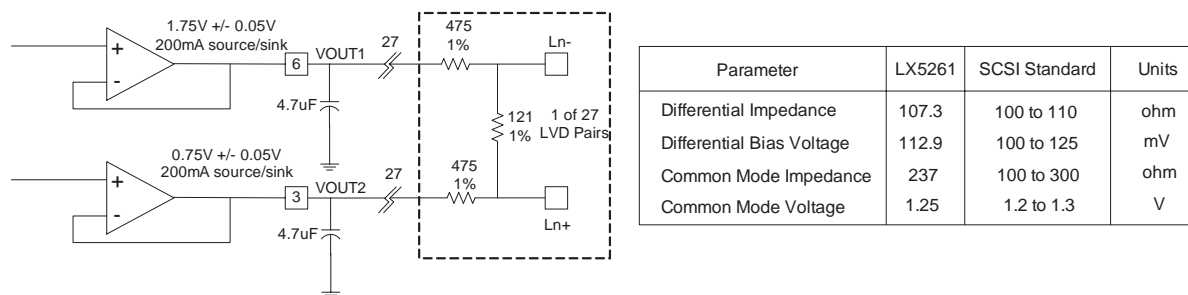 1.75V +/- 0.05V
200mA source/sink
+
-
6
VOUT1
4.7uF
27
475
1%
Ln-
121
1%
1 of 27
LVD Pairs
0.75V +/- 0.05V
200mA source/sink
+
-
3
VOUT2
4.7uF
27
475
1%
Ln+
Parameter LX5261 SCSI Standard Units
Differential Impedance 107.3 100 to 110 ohm
Differential Bias Voltage 112.9 100 to 125 mV
Common Mode Impedance 237 100 to 300 ohm
Common Mode Voltage 1.25 1.2 to 1.3 V